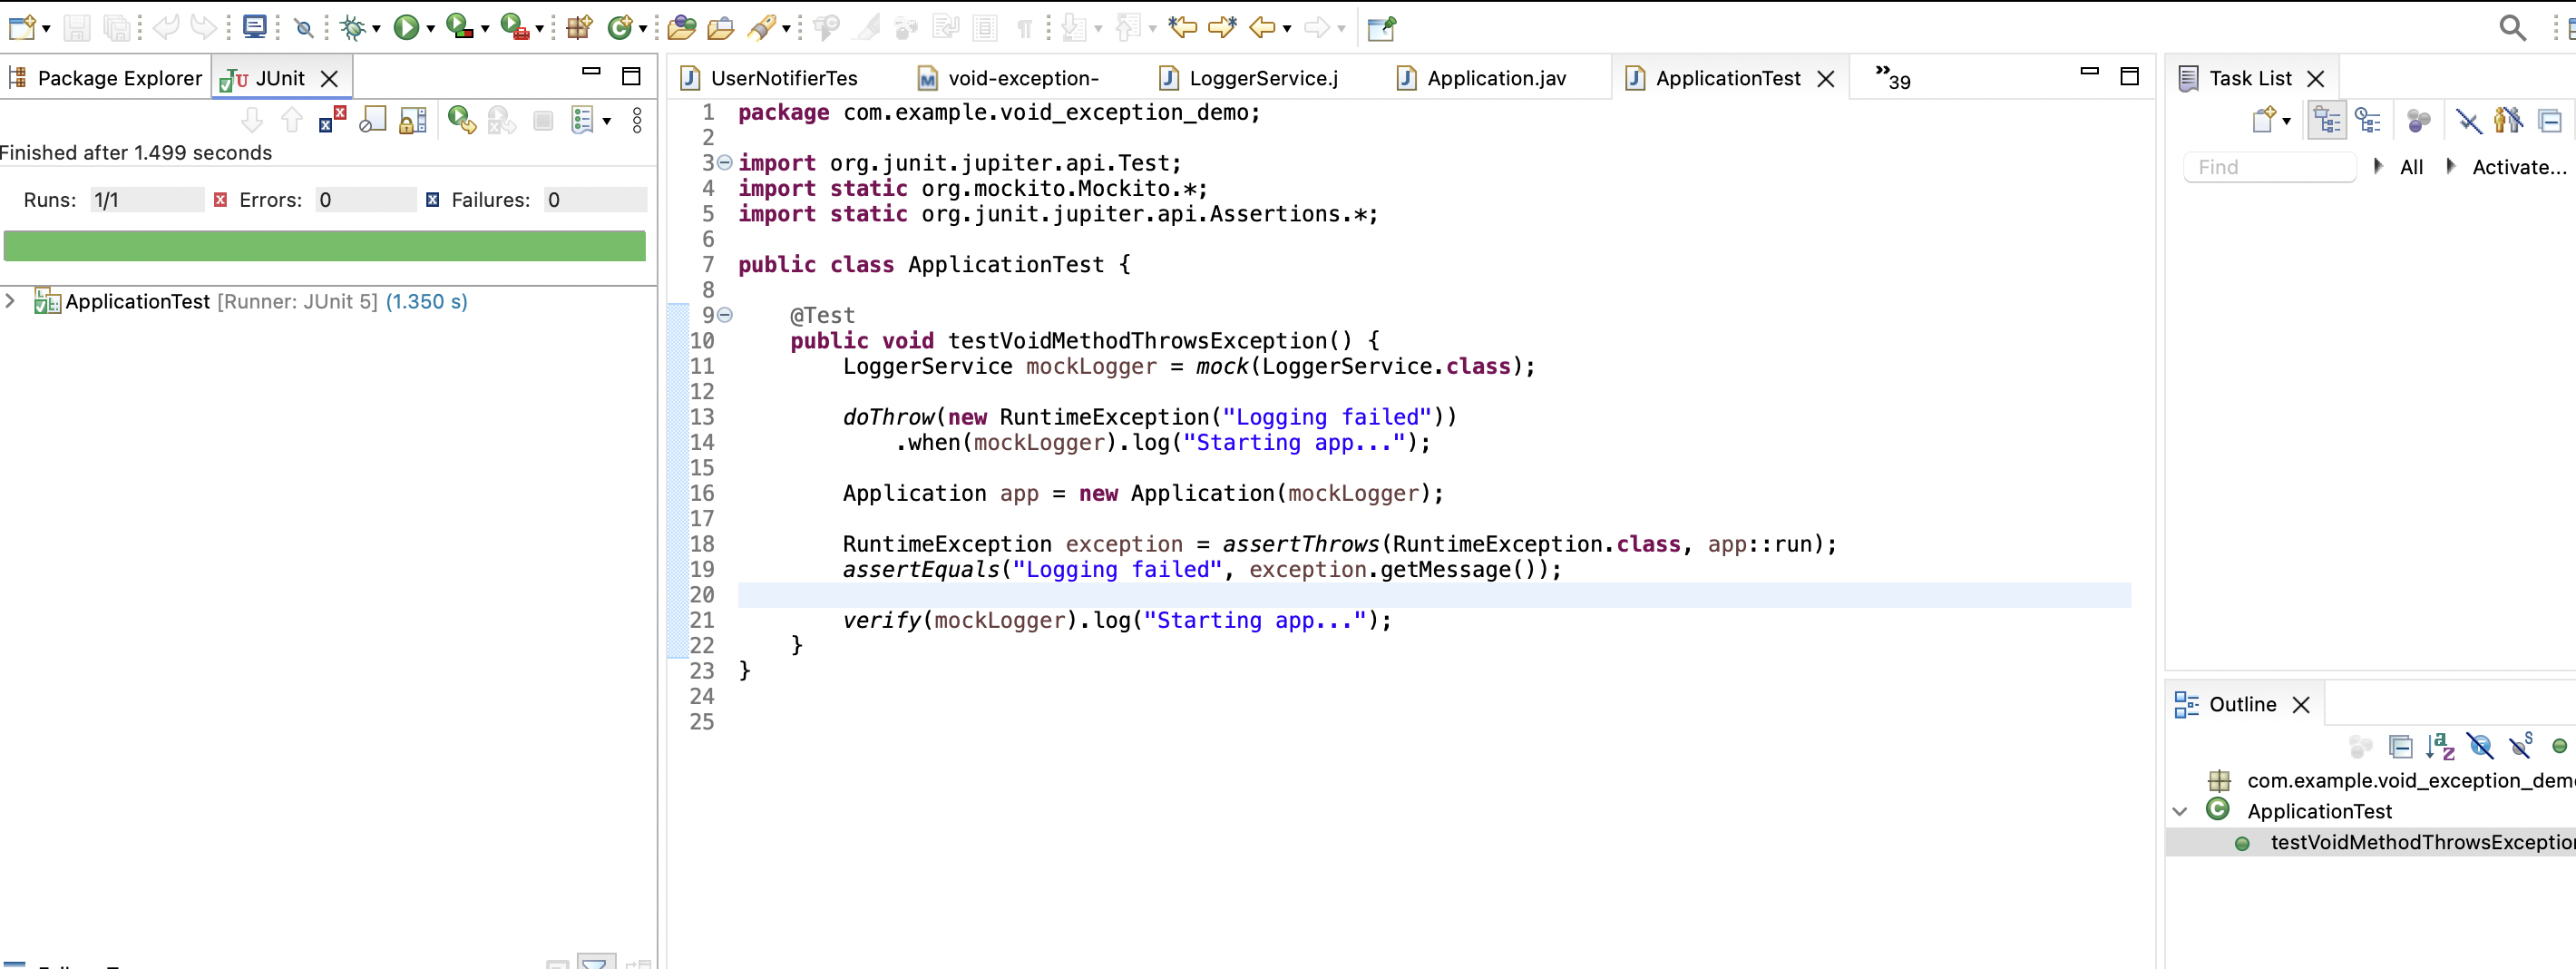 Package Explorer
JUnit
Finished after 1.499 seconds
Runs: 1/1
Errors: 0
Failures: 0
ApplicationTest [Runner: JUnit 5] (1.350 s)
UserNotifierTes
void-exception-
LoggerService.j
Application.jav
ApplicationTest
»39
1 package com.example.void_exception_demo;
2
3 import org.junit.jupiter.api.Test;
4 import static org.mockito.Mockito.*;
5 import static org.junit.jupiter.api.Assertions.*;
6
7 public class ApplicationTest {
8
9     @Test
10     public void testVoidMethodThrowsException() {
11         LoggerService mockLogger = mock(LoggerService.class);
12
13         doThrow(new RuntimeException("Logging failed"))
14             .when(mockLogger).log("Starting app...");
15
16         Application app = new Application(mockLogger);
17
18         RuntimeException exception = assertThrows(RuntimeException.class, app::run);
19         assertEquals("Logging failed", exception.getMessage());
20
21         verify(mockLogger).log("Starting app...");
22     }
23 }
24
25
Task List
Find
All
Activate...
Outline
com.example.void_exception_dem
ApplicationTest
testVoidMethodThrowsException